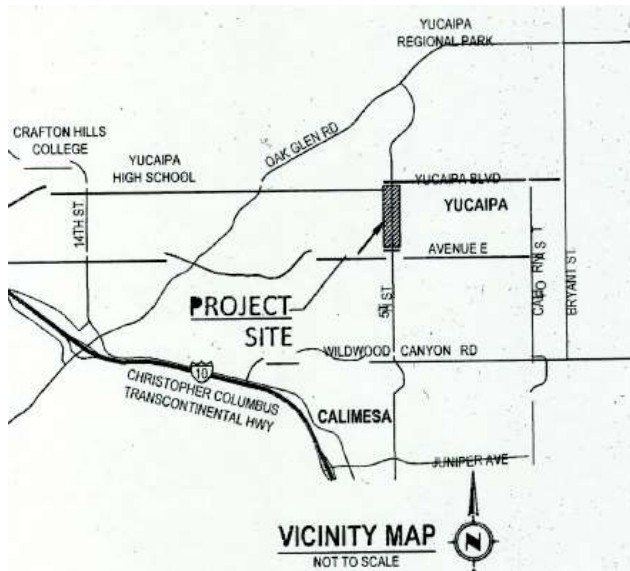 YUCAIPA
REGIONAL PARK
CRAFTON HILLS
COLLEGE
YUCAIPA
HIGH SCHOOL
OAK GLEN RD
YUCAIPA BLVD
YUCAIPA
14TH ST.
AVENUE E
PROJECT
SITE
5TH ST.
BRYANT ST.
WILDWOOD CANYON RD
10
CHRISTOPHER COLUMBUS
TRANSCONTINENTAL HWY
CALIMESA
JUNIPER AVE
VICINITY MAP
NOT TO SCALE
N